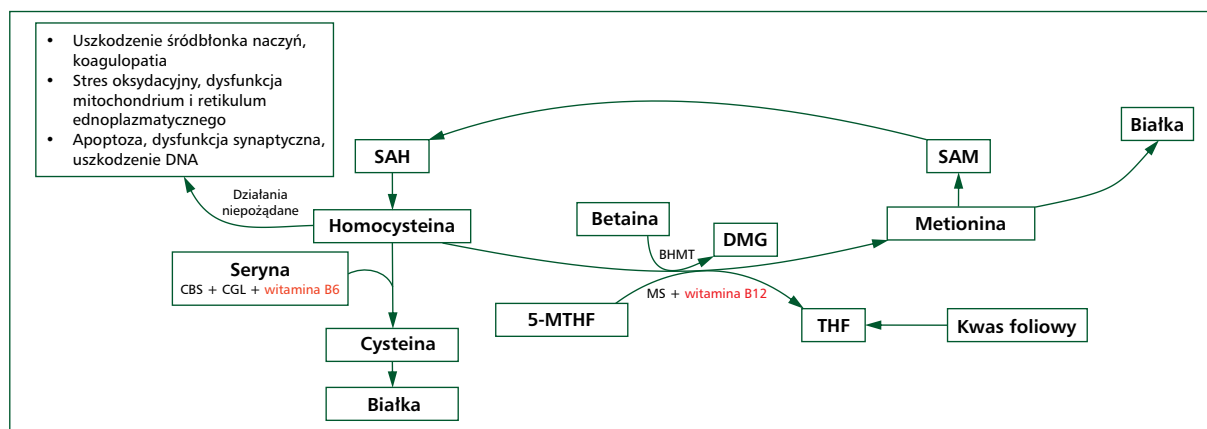 • Uszkodzenie śródbłonka naczyń,
koagulopatia
• Stres oksydacyjny, dysfunkcja
mitochondrium i retikulum
ednoplazmatycznego
• Apoptoza, dysfunkcja synaptyczna,
uszkodzenie DNA
SAH
SAM
Białka
Działania
niepożądane
Homocysteina
Betaina
BHMT
DMG
Metionina
Seryna
CBS + CGL + witamina B6
5-MTHF
MS + witamina B12
THF
Kwas foliowy
Cysteina
Białka